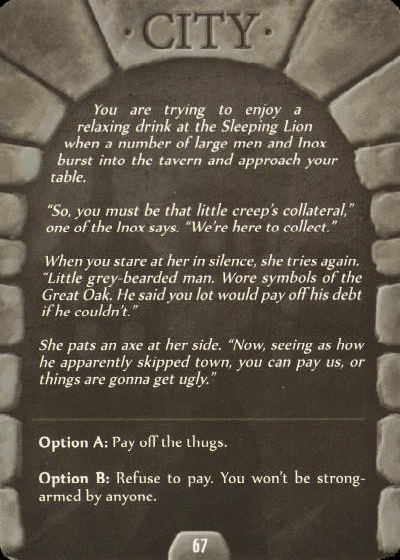 · CITY ·
You are trying to enjoy a
relaxing drink at the Sleeping Lion
when a number of large men and Inox
burst into the tavern and approach your
table.
“So, you must be that little creep’s collateral,”
one of the Inox says. “We’re here to collect.”
When you stare at her in silence, she tries again.
“Little grey-bearded man. Wore symbols of the
Great Oak. He said you lot would pay off his debt
if he couldn’t.”
She pats an axe at her side. “Now, seeing as how
he apparently skipped town, you can pay us, or
things are gonna get ugly.”
Option A: Pay off the thugs.
Option B: Refuse to pay. You won’t be strong-
armed by anyone.
67